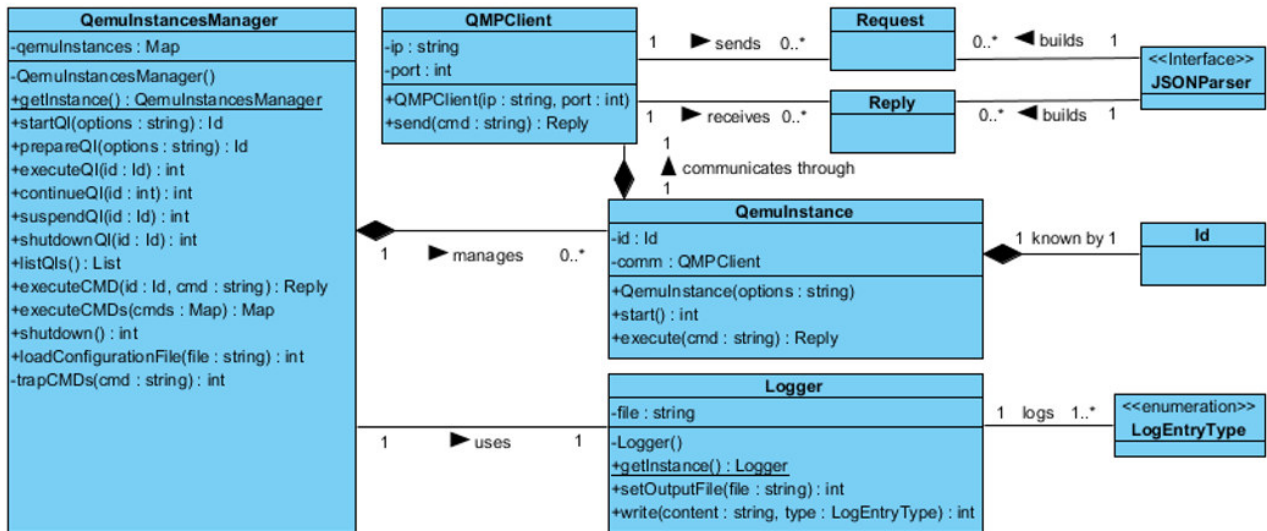 QemuInstancesManager
-qemuInstances : Map
-QemuInstancesManager()
+getInstance() : QemuInstancesManager
+startQI(options : string) : Id
+prepareQI(options : string) : Id
+executeQI(id : Id) : int
+continueQI(id : int) : int
+suspendQI(id : Id) : int
+shutdownQI(id : Id) : int
+listQIs() : List
+executeCMD(id : Id, cmd : string) : Reply
+executeCMDs(cmds : Map) : Map
+shutdown() : int
+loadConfigurationFile(file : string) : int
-trapCMDs(cmd : string) : int
QMPClient
-ip : string
-port : int
+QMPClient(ip : string, port : int)
+send(cmd : string) : Reply
1 sends 0..*
Request
0..* builds 1
<<Interface>>
JSONParser
1 receives 0..*
Reply
0..* builds 1
1
communicates through
1
1 manages 0..*
QemuInstance
-id : Id
-comm : QMPClient
+QemuInstance(options : string)
+start() : int
+execute(cmd : string) : Reply
1 known by 1
Id
1 uses 1
Logger
-file : string
-Logger()
+getInstance() : Logger
+setOutputFile(file : string) : int
+write(content : string, type : LogEntryType) : int
1 logs 1..*
<<enumeration>>
LogEntryType